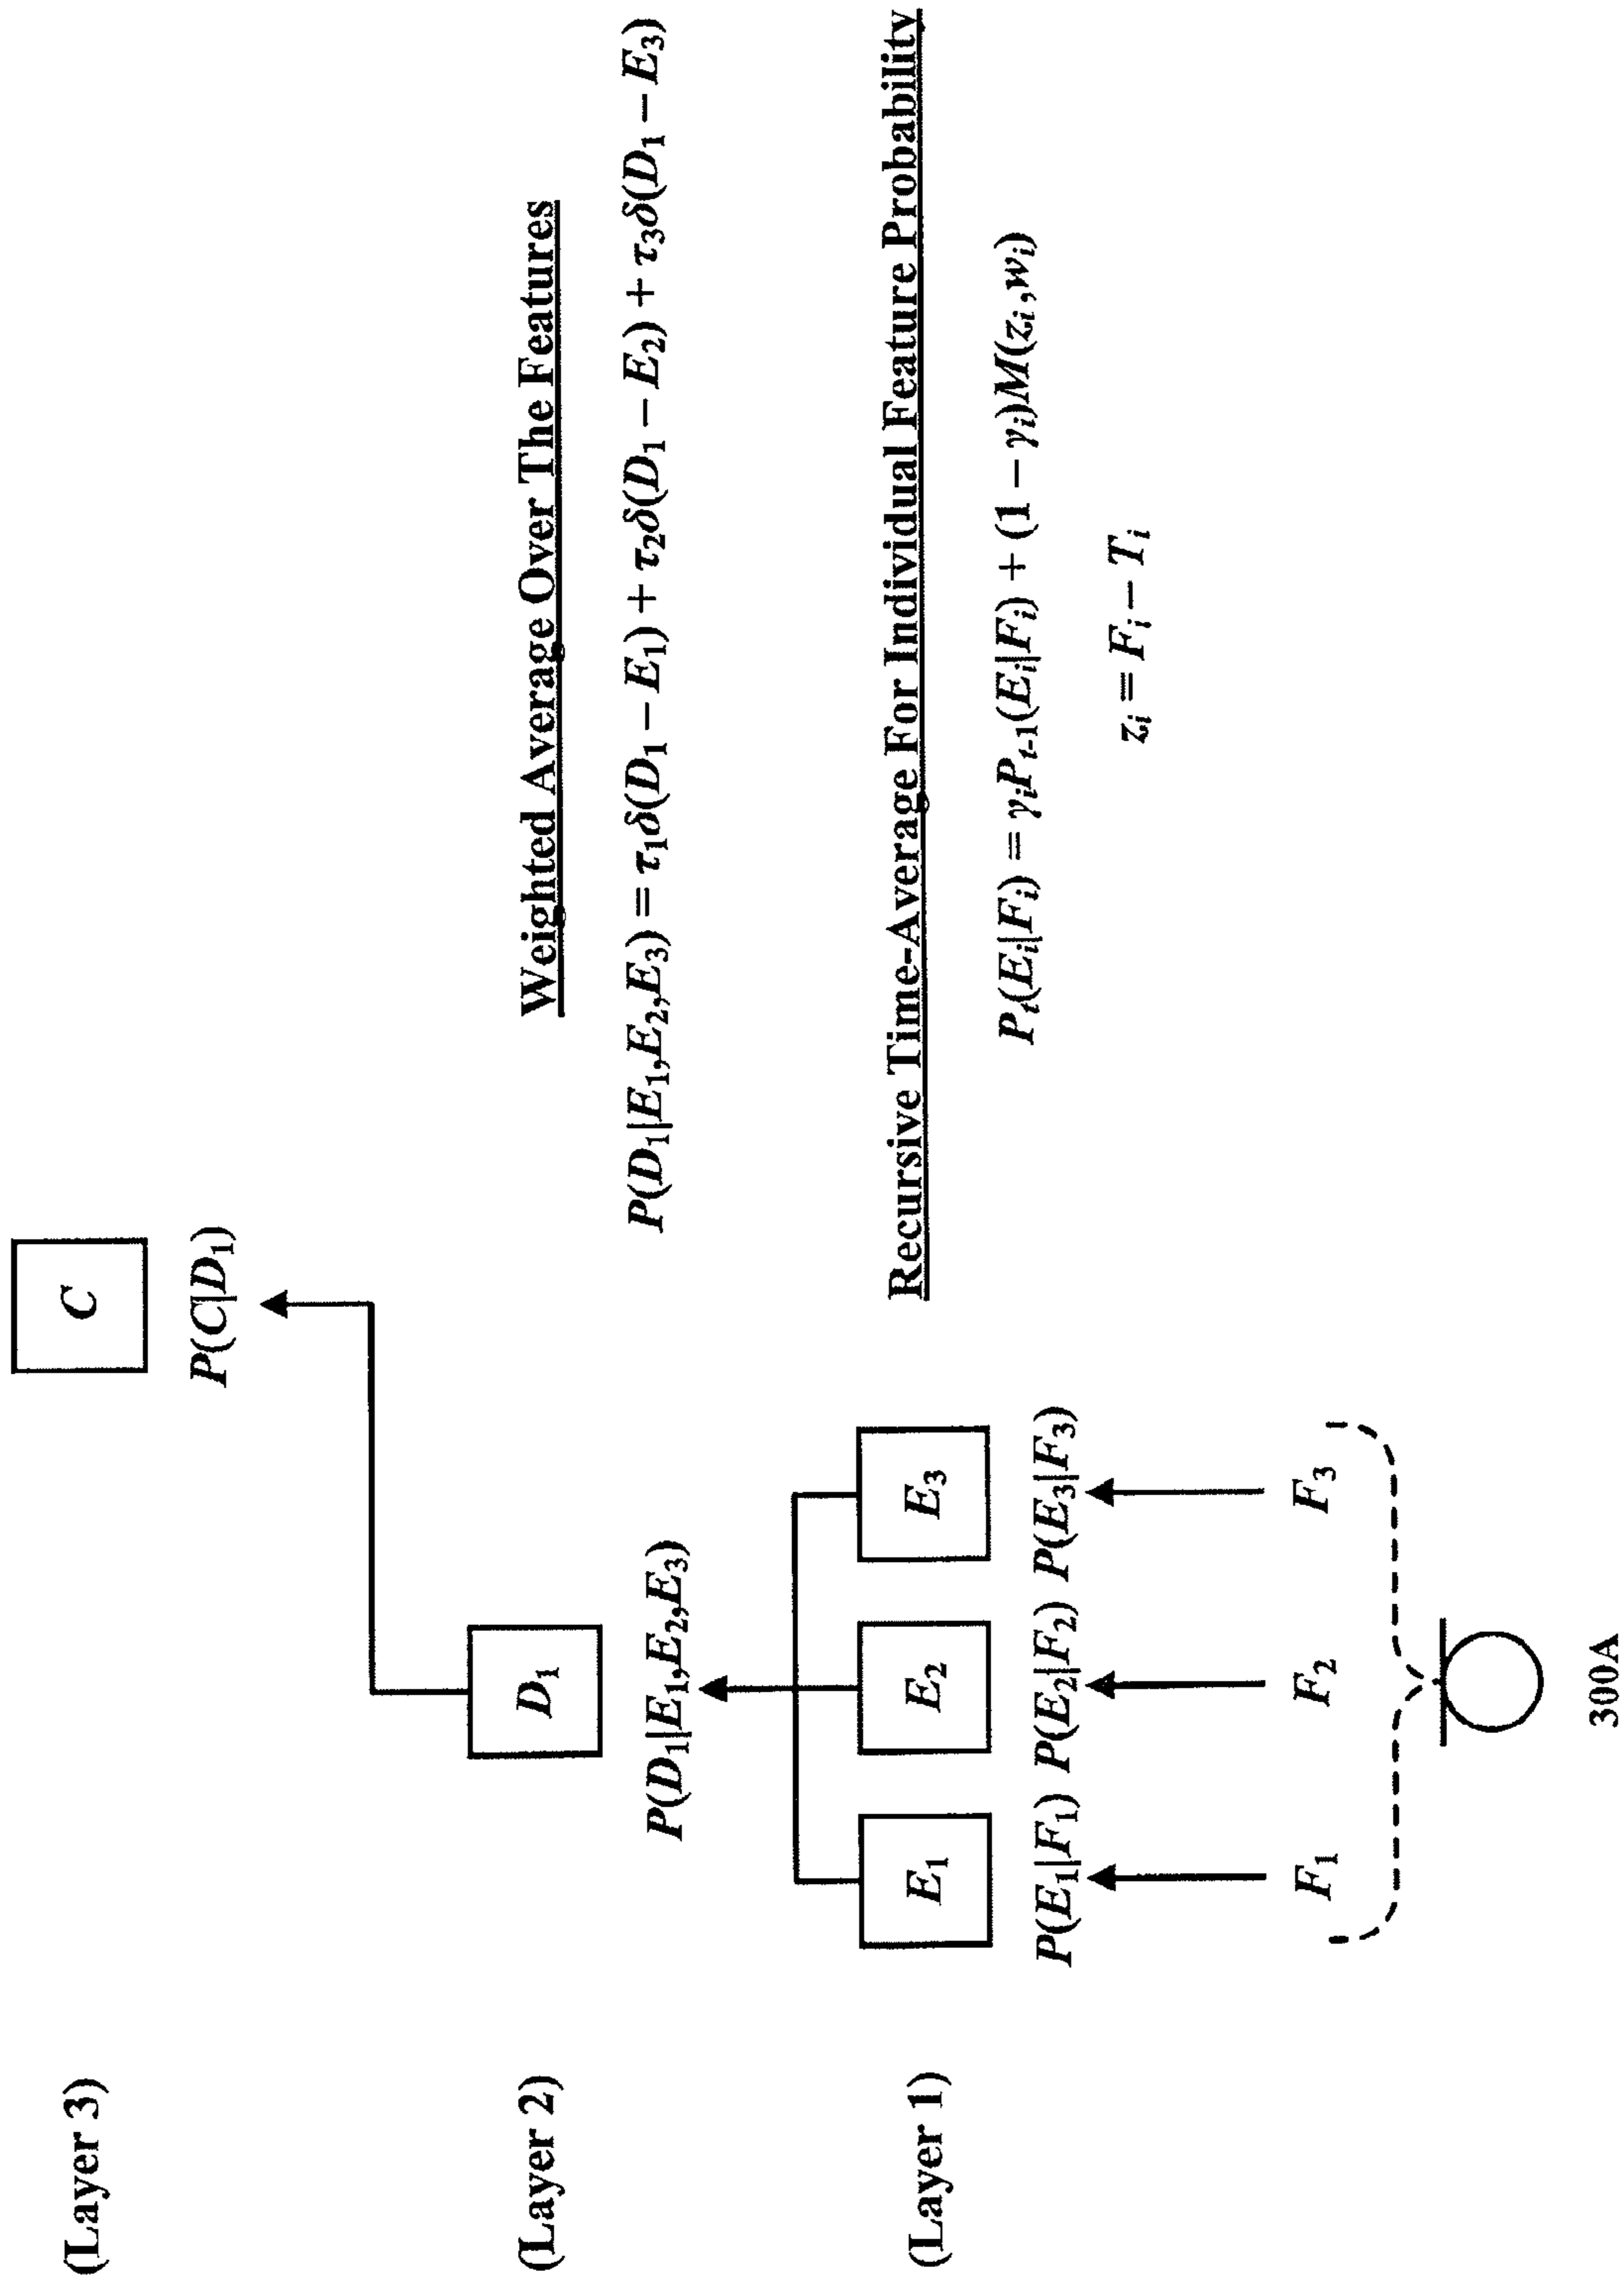 (Layer 3)
C
P(C|D₁)
(Layer 2)
D₁
Weighted Average Over The Features
P(D₁|E₁,E₂,E₃)
P(D₁|E₁,E₂,E₃) = τ₁δ(D₁ − E₁) + τ₂δ(D₁ − E₂) + τ₃δ(D₁ − E₃)
(Layer 1)
E₁
E₂
E₃
Recursive Time-Average For Individual Feature Probability
P(E₁|F₁) P(E₂|F₂) P(E₃|F₃)
Pₜ(Eᵢ|Fᵢ) = γᵢPₜ₋₁(Eᵢ|Fᵢ) + (1 − γᵢ)M(zᵢ,wᵢ)
zᵢ = Fᵢ − Tᵢ
F₁
F₂
F₃
300A